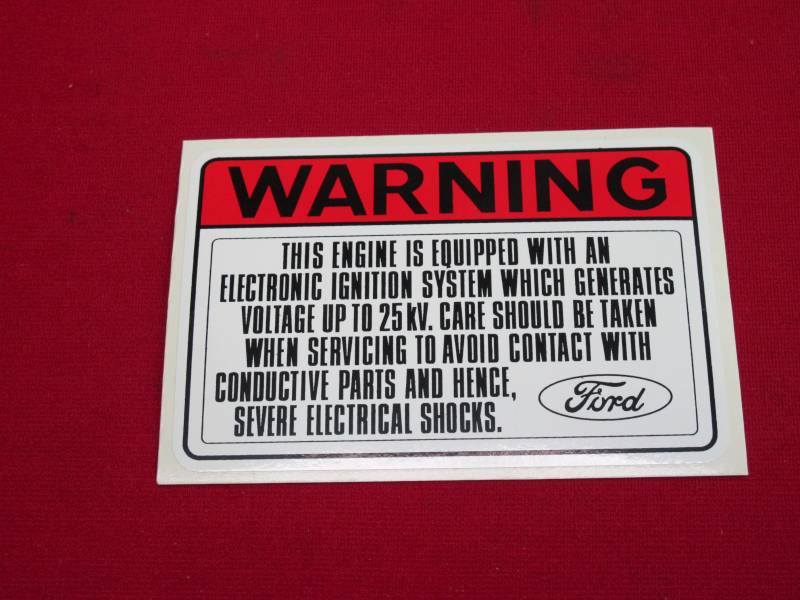 WARNING
THIS ENGINE IS EQUIPPED WITH AN
ELECTRONIC IGNITION SYSTEM WHICH GENERATES
VOLTAGE UP TO 25kV. CARE SHOULD BE TAKEN
WHEN SERVICING TO AVOID CONTACT WITH
CONDUCTIVE PARTS AND HENCE,
SEVERE ELECTRICAL SHOCKS.
Ford